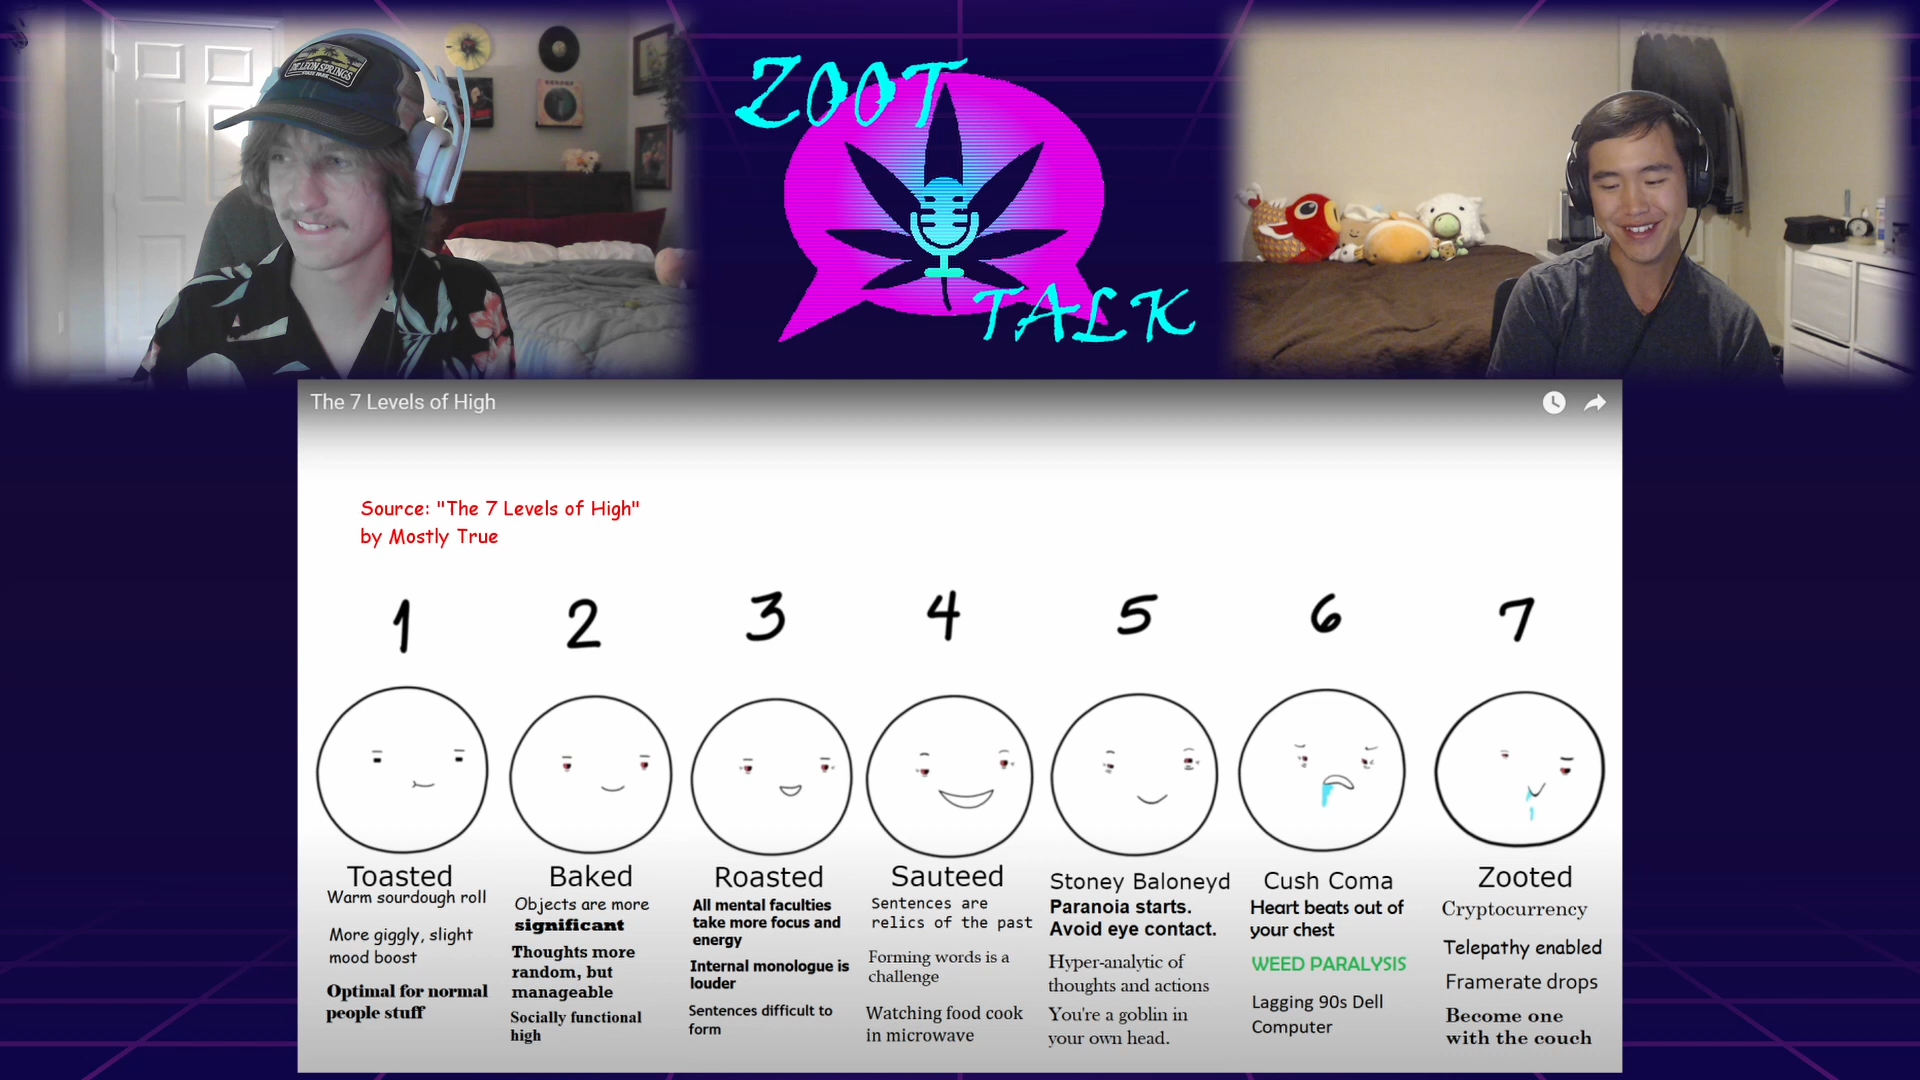 DE LEON SPRINGS
STATE PARK
ZOOT
TALK
The 7 Levels of High
Source: "The 7 Levels of High"
by Mostly True
1
2
3
4
5
6
7
Toasted
Warm sourdough roll
More giggly, slight
mood boost
Optimal for normal
people stuff
Baked
Objects are more
significant
Thoughts more
random, but
manageable
Socially functional
high
Roasted
All mental faculties
take more focus and
energy
Internal monologue is
louder
Sentences difficult to
form
Sauteed
Sentences are
relics of the past
Forming words is a
challenge
Watching food cook
in microwave
Stoney Baloneyd
Paranoia starts.
Avoid eye contact.
Hyper-analytic of
thoughts and actions
You're a goblin in
your own head.
Cush Coma
Heart beats out of
your chest
WEED PARALYSIS
Lagging 90s Dell
Computer
Zooted
Cryptocurrency
Telepathy enabled
Framerate drops
Become one
with the couch